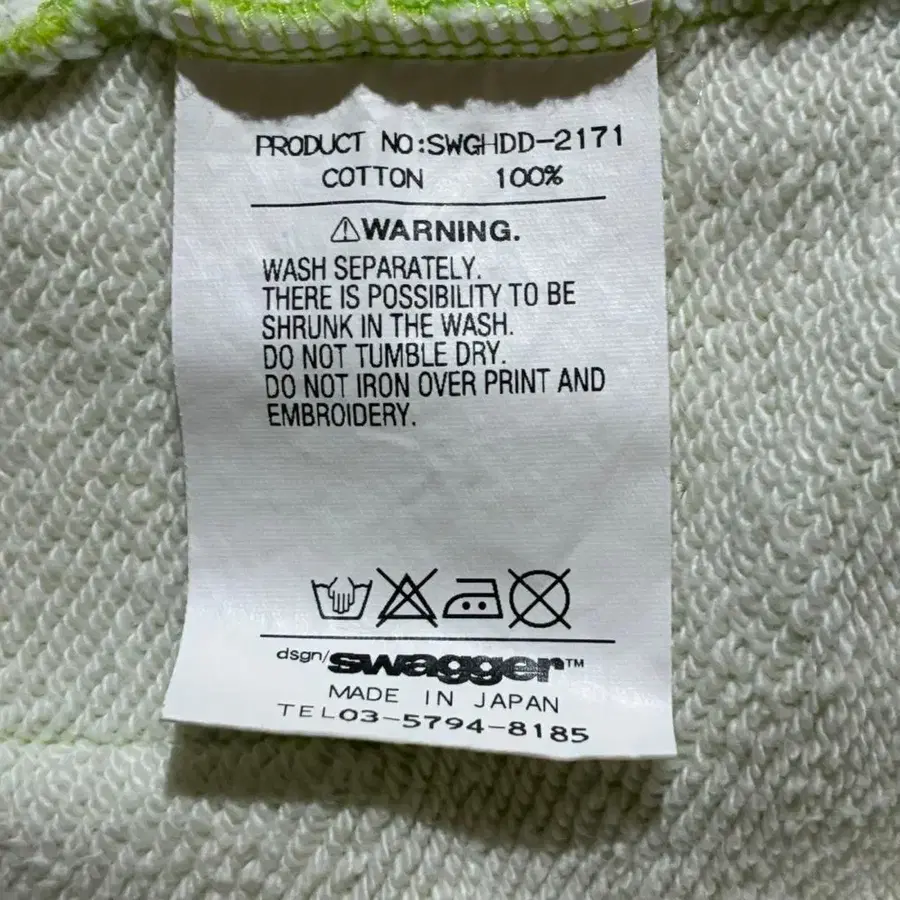 PRODUCT NO:SWGHDD-2171
COTTON 100%
⚠WARNING.
WASH SEPARATELY.
THERE IS POSSIBILITY TO BE
SHRUNK IN THE WASH.
DO NOT TUMBLE DRY.
DO NOT IRON OVER PRINT AND
EMBROIDERY.
dsgn/swagger™
MADE IN JAPAN
TEL03-5794-8185